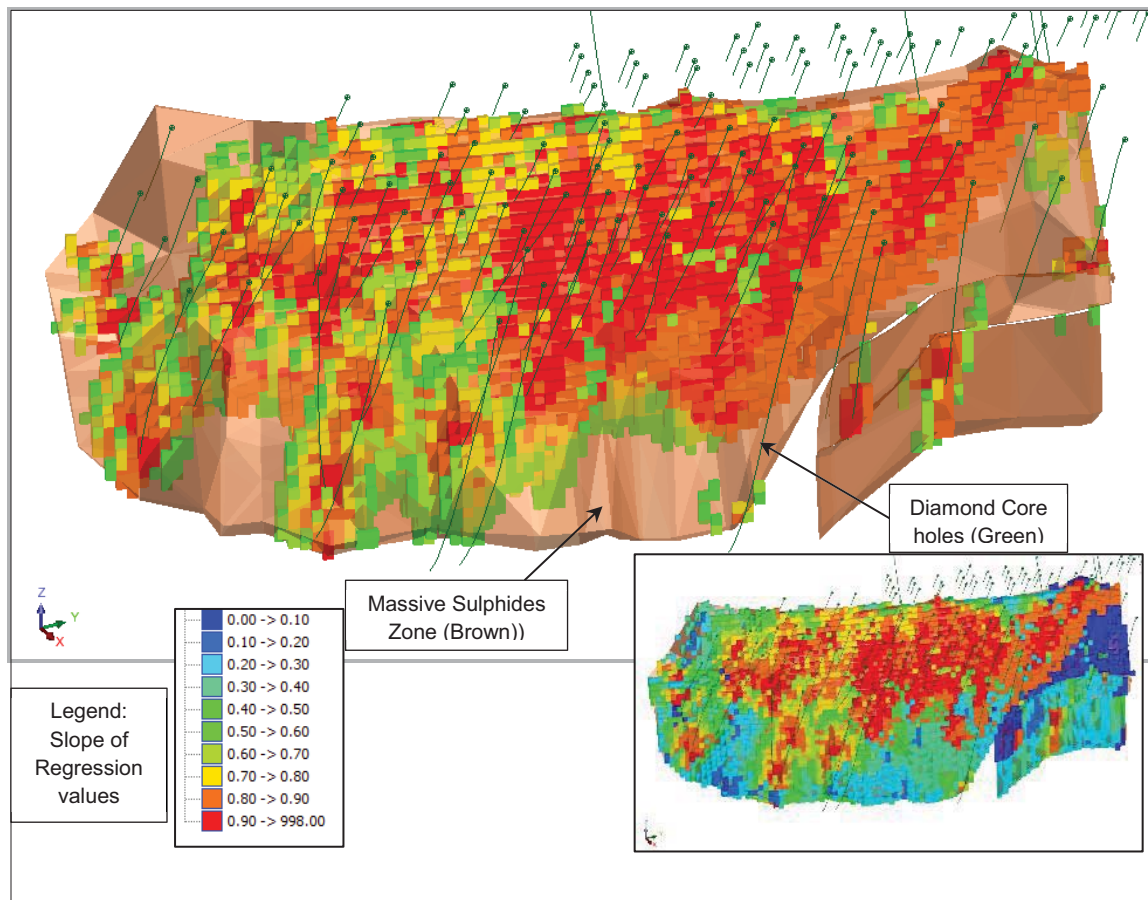 Diamond Core
holes (Green)
Massive Sulphides
Zone (Brown))
Z
Y
X
Legend:
Slope of
Regression
values
0.00 -> 0.10
0.10 -> 0.20
0.20 -> 0.30
0.30 -> 0.40
0.40 -> 0.50
0.50 -> 0.60
0.60 -> 0.70
0.70 -> 0.80
0.80 -> 0.90
0.90 -> 998.00